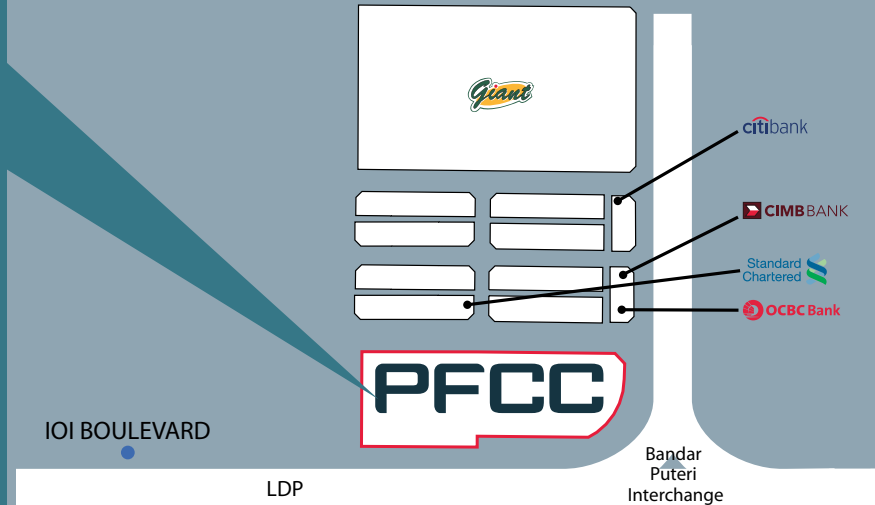 Giant
citibank
CIMB BANK
Standard
Chartered
OCBC Bank
PFCC
IOI BOULEVARD
LDP
Bandar
Puteri
Interchange